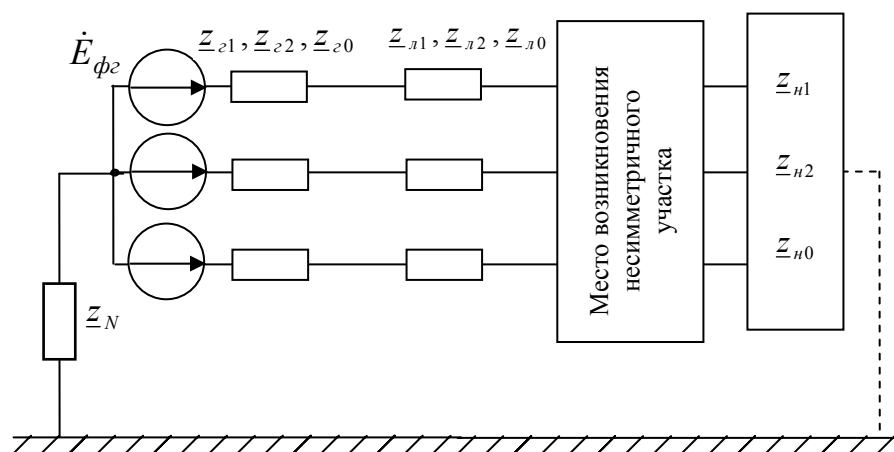 Ė_фг
z_г1, z_г2, z_г0
z_л1, z_л2, z_л0
Место возникновения
несимметричного
участка
z_н1
z_н2
z_н0
z_N